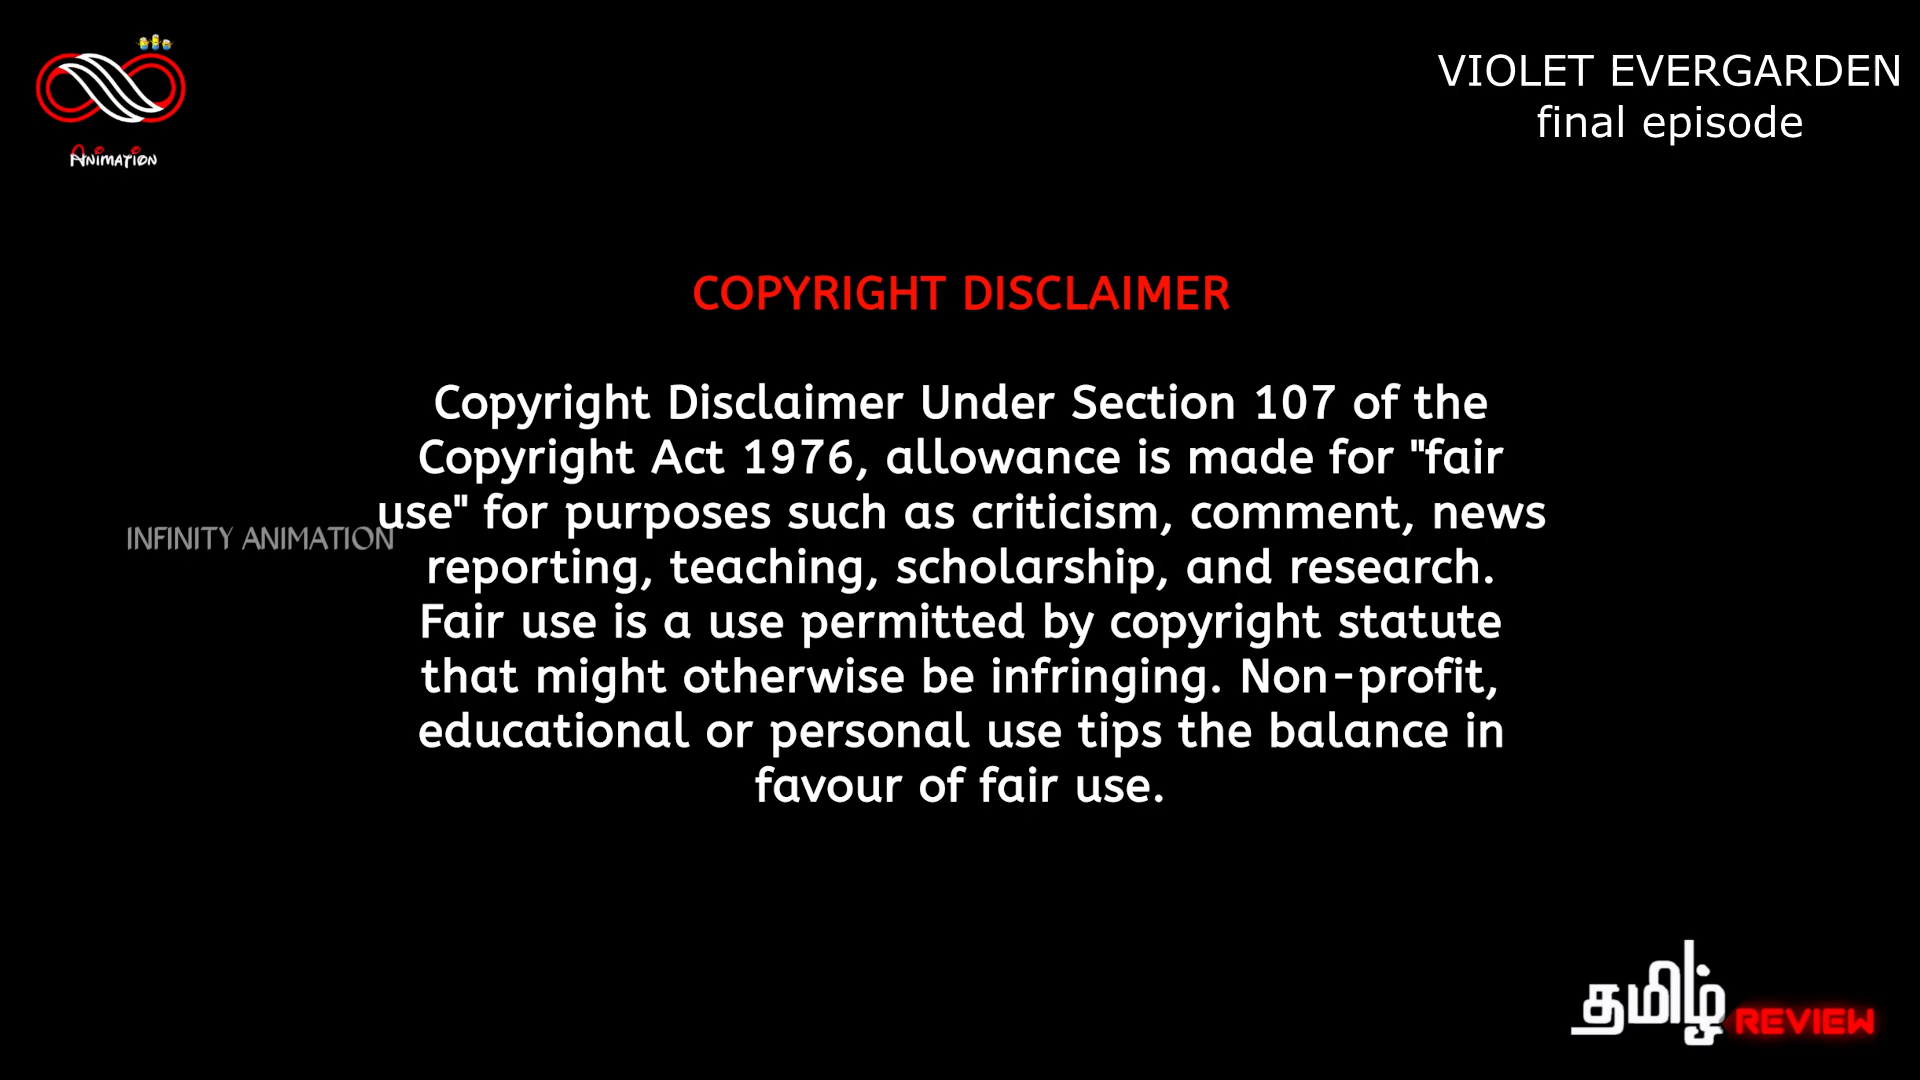 VIOLET EVERGARDEN
final episode
ANIMATION
COPYRIGHT DISCLAIMER
Copyright Disclaimer Under Section 107 of the
Copyright Act 1976, allowance is made for "fair
use" for purposes such as criticism, comment, news
INFINITY ANIMATION
reporting, teaching, scholarship, and research.
Fair use is a use permitted by copyright statute
that might otherwise be infringing. Non-profit,
educational or personal use tips the balance in
favour of fair use.
தமிழ் REVIEW